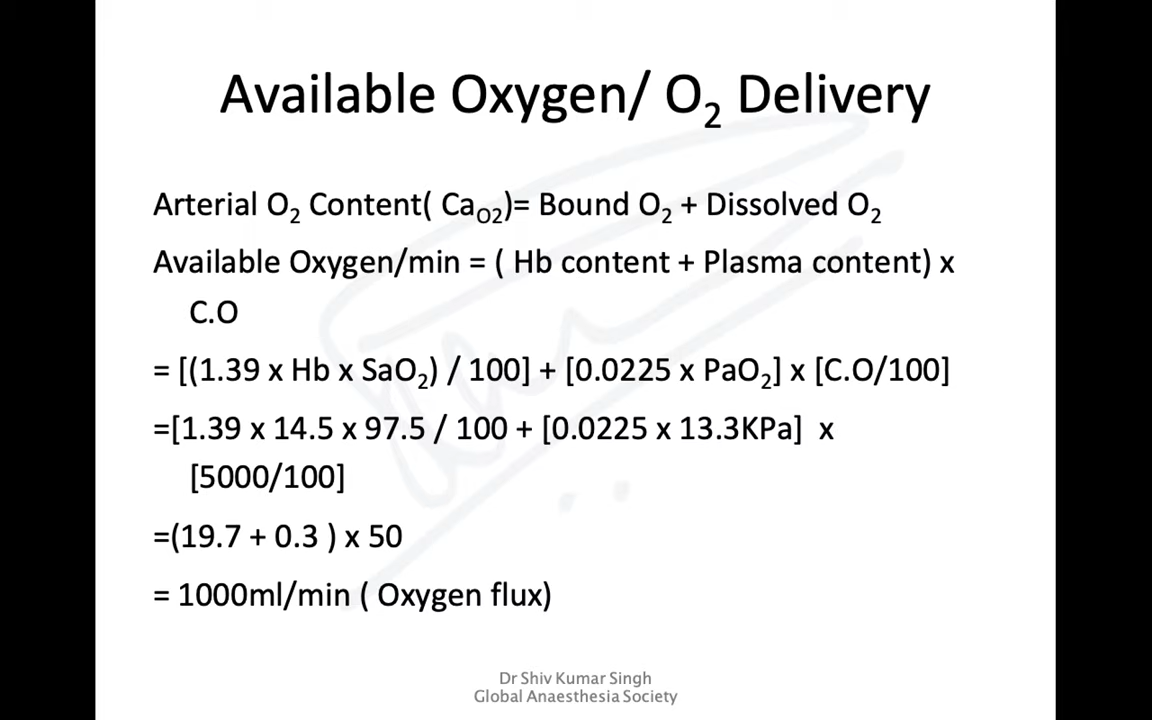 Available Oxygen/ O₂ Delivery
Arterial O₂ Content( Ca_O2)= Bound O₂ + Dissolved O₂
Available Oxygen/min = ( Hb content + Plasma content) x
C.O
= [(1.39 x Hb x SaO₂) / 100] + [0.0225 x PaO₂] x [C.O/100]
=[1.39 x 14.5 x 97.5 / 100 + [0.0225 x 13.3KPa] x
[5000/100]
=(19.7 + 0.3 ) x 50
= 1000ml/min ( Oxygen flux)
Dr Shiv Kumar Singh
Global Anaesthesia Society